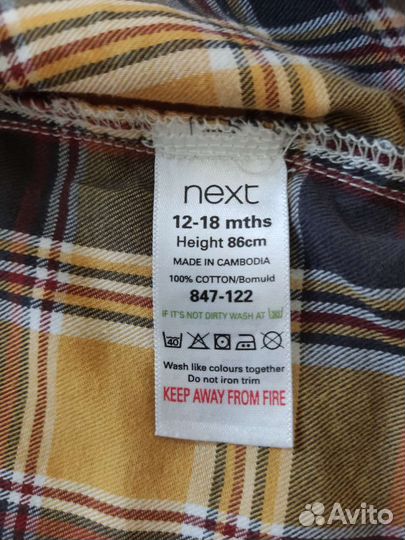 next
12-18 mths
Height 86cm
MADE IN CAMBODIA
100% COTTON/Bomuld
847-122
IF IT'S NOT DIRTY WASH AT 30
40
Wash like colours together
Do not iron trim
KEEP AWAY FROM FIRE
Avito